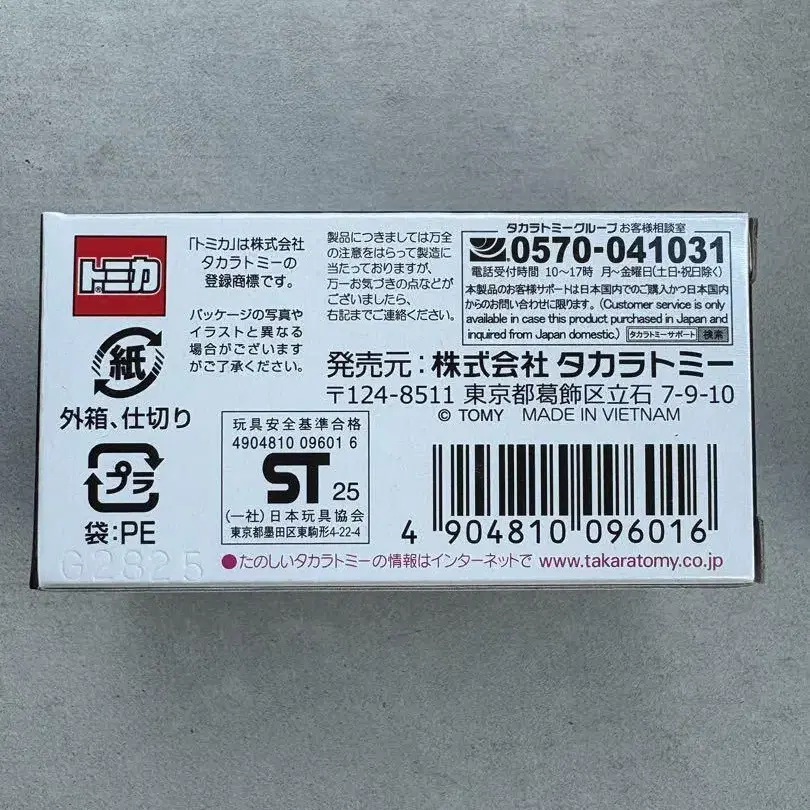 トミカ
「トミカ」は株式会社
タカラトミーの
登録商標です。
パッケージの写真や
イラストと異なる
場合がございます
がご了承ください。
製品につきましては万全
の注意をはらって製造に
当たっておりますが、
万一お気づきの点などが
ございましたら、
右記までご連絡ください。
タカラトミーグループ お客様相談室
0570-041031
電話受付時間 10～17時 月～金曜日(土・日・祝日除く)
本製品のお客様サポートは日本国内でのご購入かつ日本国内
からのお問い合わせに限ります。(Customer service is only
available in case this product purchased in Japan and
inquired from Japan domestic.) タカラトミーサポート 検索
紙
外箱、仕切り
プラ
袋:PE
発売元:株式会社 タカラトミー
〒124-8511 東京都葛飾区立石 7-9-10
© TOMY MADE IN VIETNAM
玩具安全基準合格
4904810 09601 6
ST 25
(一社)日本玩具協会
東京都墨田区東駒形4-22-4
4 904810 096016
G2825
●たのしいタカラトミーの情報はインターネットで www.takaratomy.co.jp